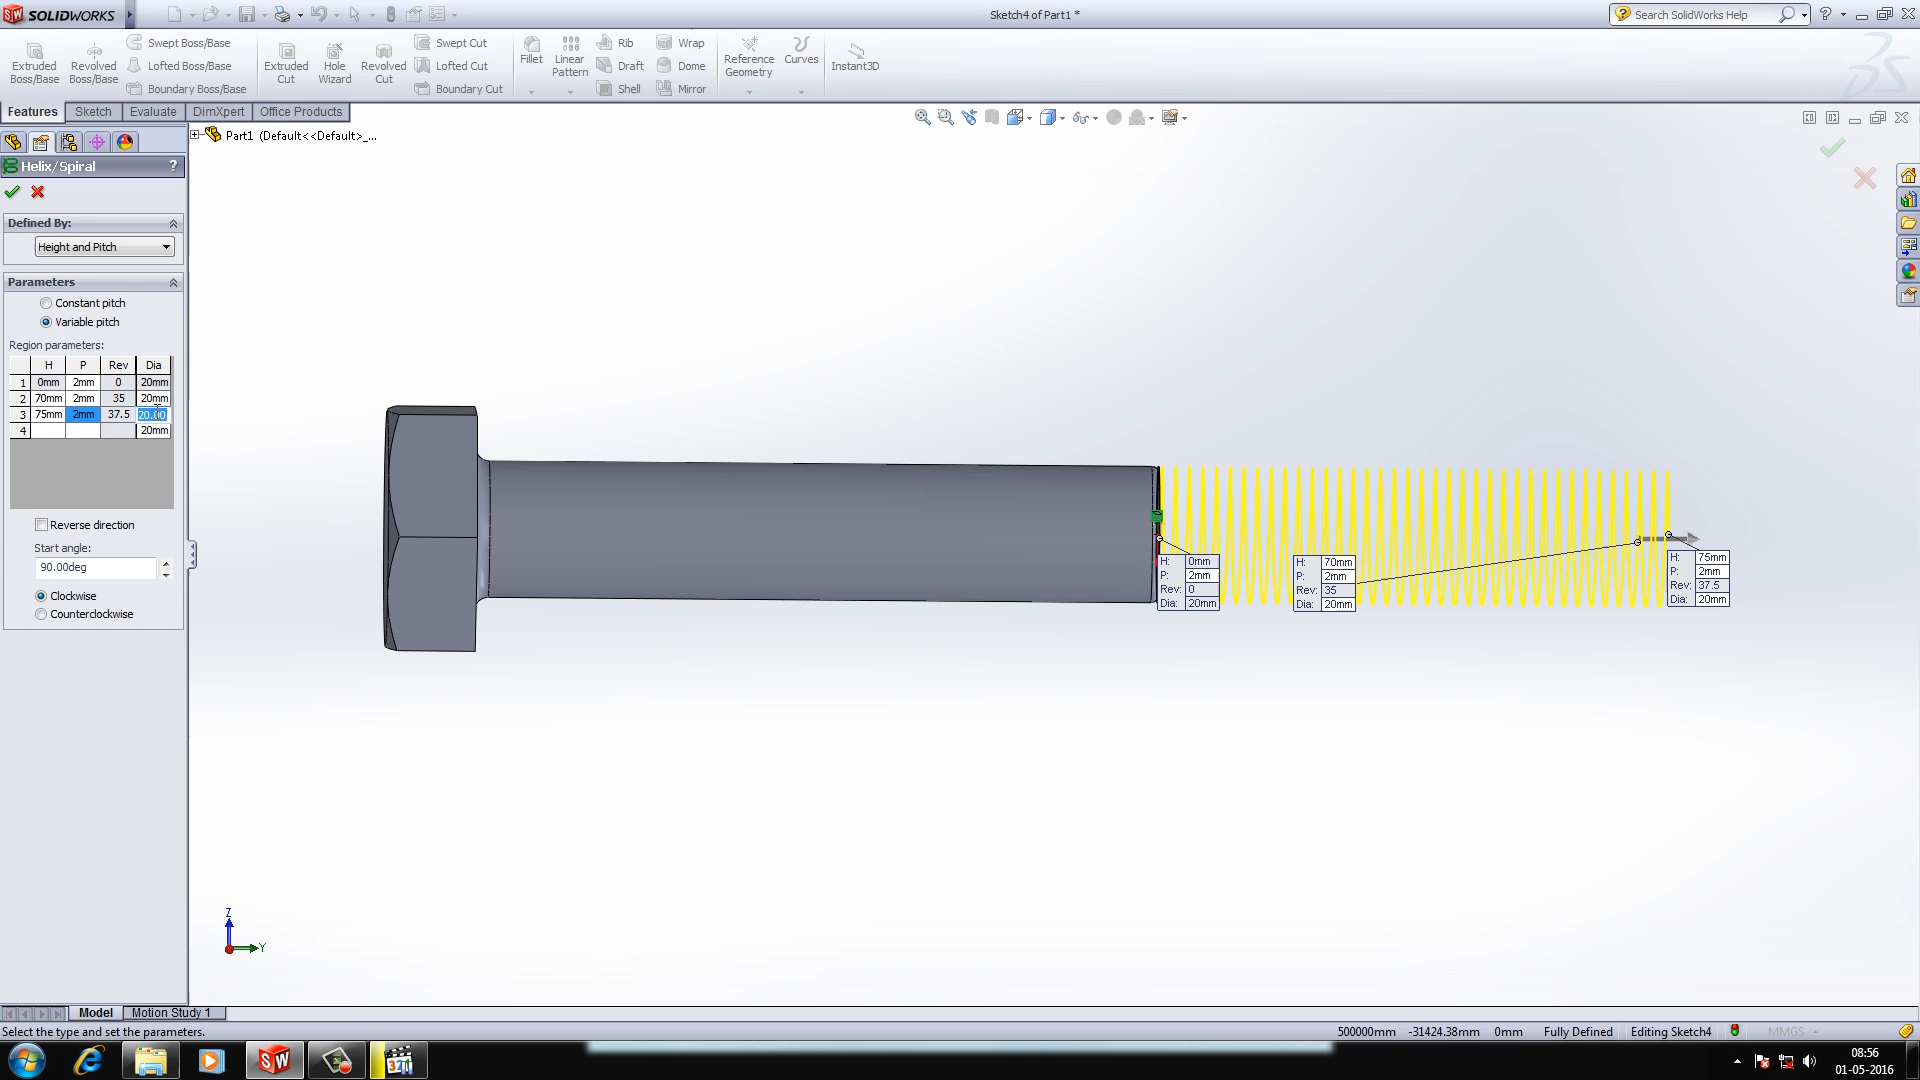 SOLIDWORKS
Sketch4 of Part1 *
Search SolidWorks Help
Extruded Boss/Base
Revolved Boss/Base
Swept Boss/Base
Lofted Boss/Base
Boundary Boss/Base
Extruded Cut
Hole Wizard
Revolved Cut
Swept Cut
Lofted Cut
Boundary Cut
Fillet
Linear Pattern
Rib
Draft
Shell
Wrap
Dome
Mirror
Reference Geometry
Curves
Instant3D
Features
Sketch
Evaluate
DimXpert
Office Products
Part1 (Default<<Default>_...
Helix/Spiral
?
Defined By:
Height and Pitch
Parameters
Constant pitch
Variable pitch
Region parameters:
H P Rev Dia
1 0mm 2mm 0 20mm
2 70mm 2mm 35 20mm
3 75mm 2mm 37.5 20.00
4 20mm
Reverse direction
Start angle:
90.00deg
Clockwise
Counterclockwise
H: 0mm
P: 2mm
Rev: 0
Dia: 20mm
H: 70mm
P: 2mm
Rev: 35
Dia: 20mm
H: 75mm
P: 2mm
Rev: 37.5
Dia: 20mm
Z
Y
Model
Motion Study 1
Select the type and set the parameters.
500000mm -31424.38mm 0mm Fully Defined Editing Sketch4 MMGS
SW
321
08:56
01-05-2016